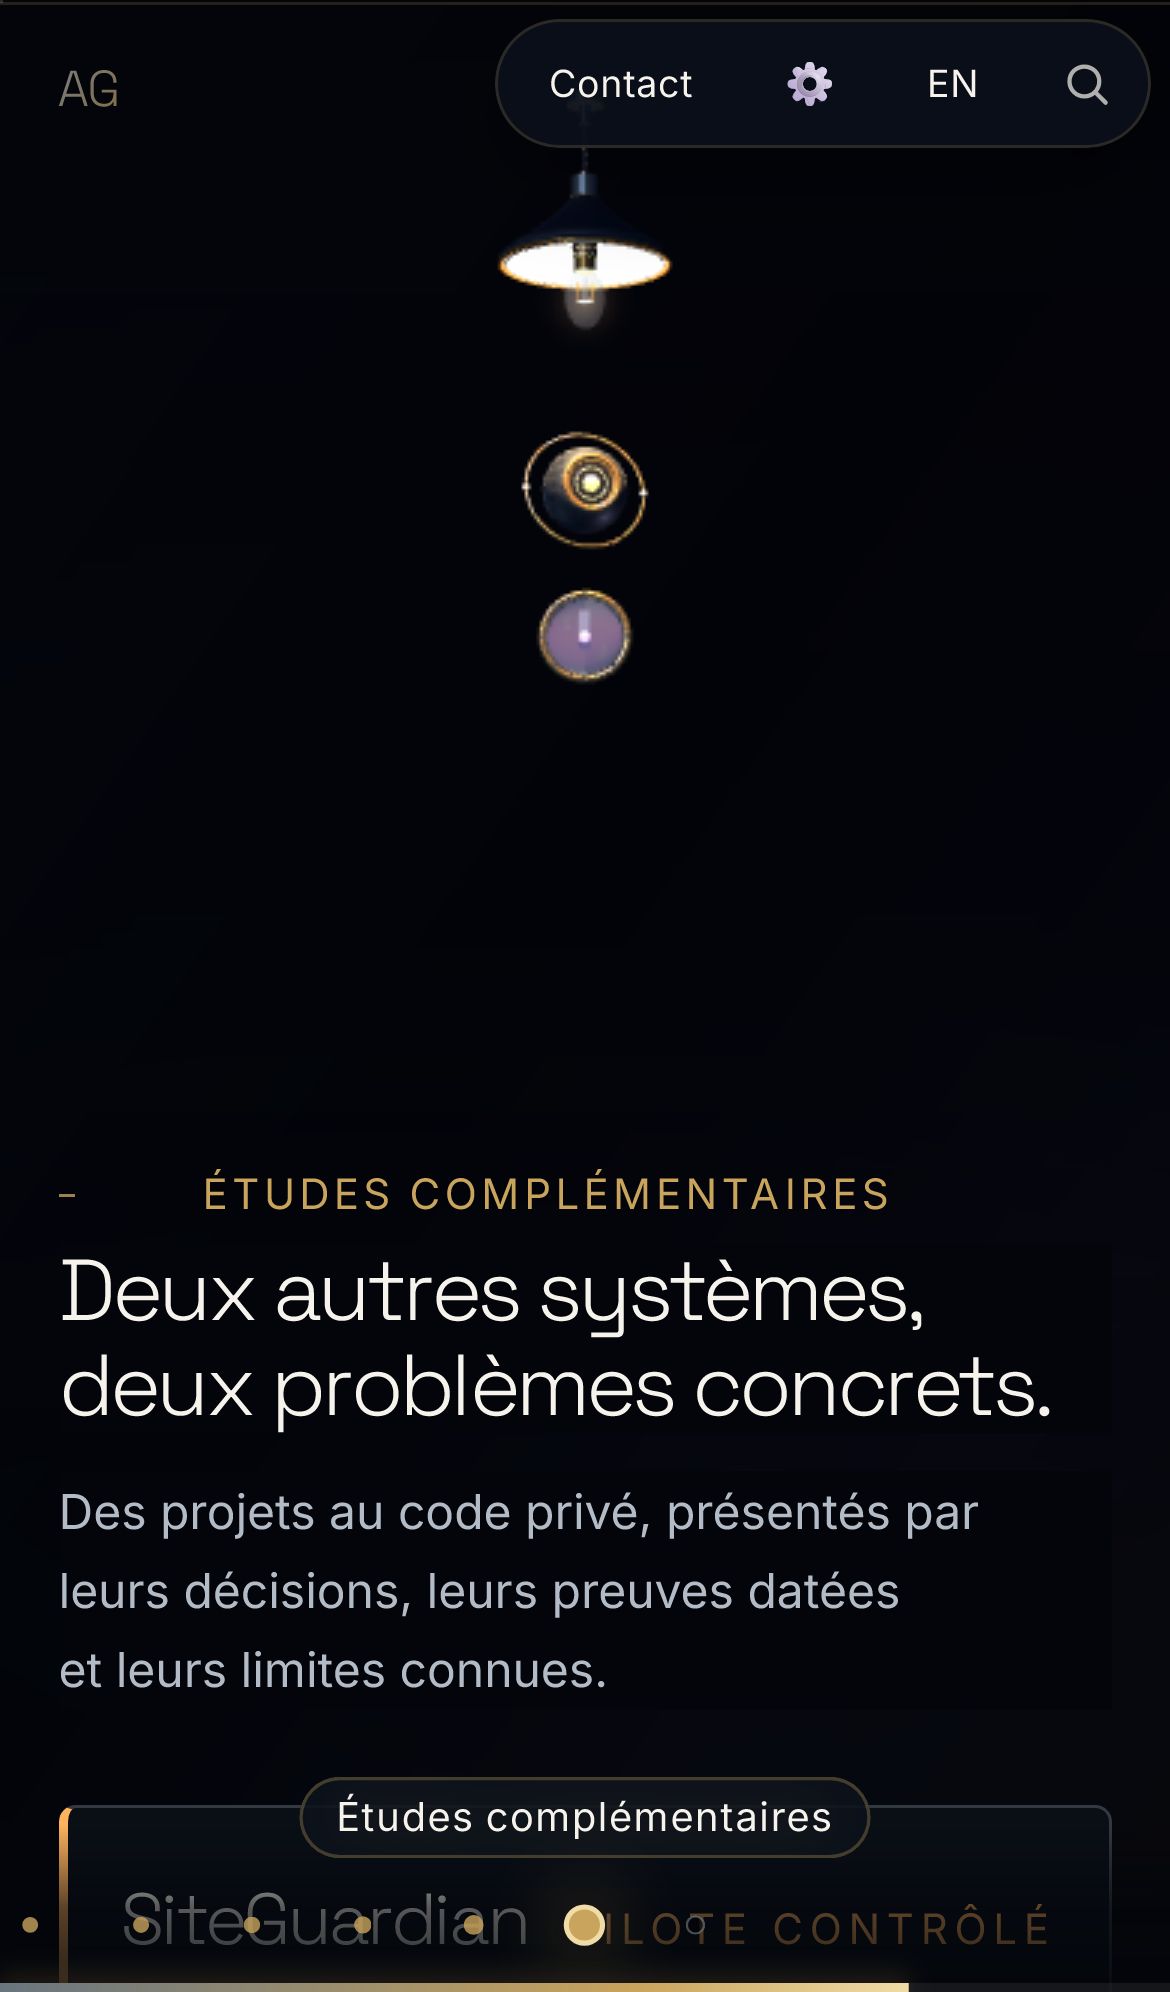 AG
Contact
EN
– ÉTUDES COMPLÉMENTAIRES
Deux autres systèmes,
deux problèmes concrets.
Des projets au code privé, présentés par
leurs décisions, leurs preuves datées
et leurs limites connues.
Études complémentaires
SiteGuardian
ILOTE CONTRÔLÉ